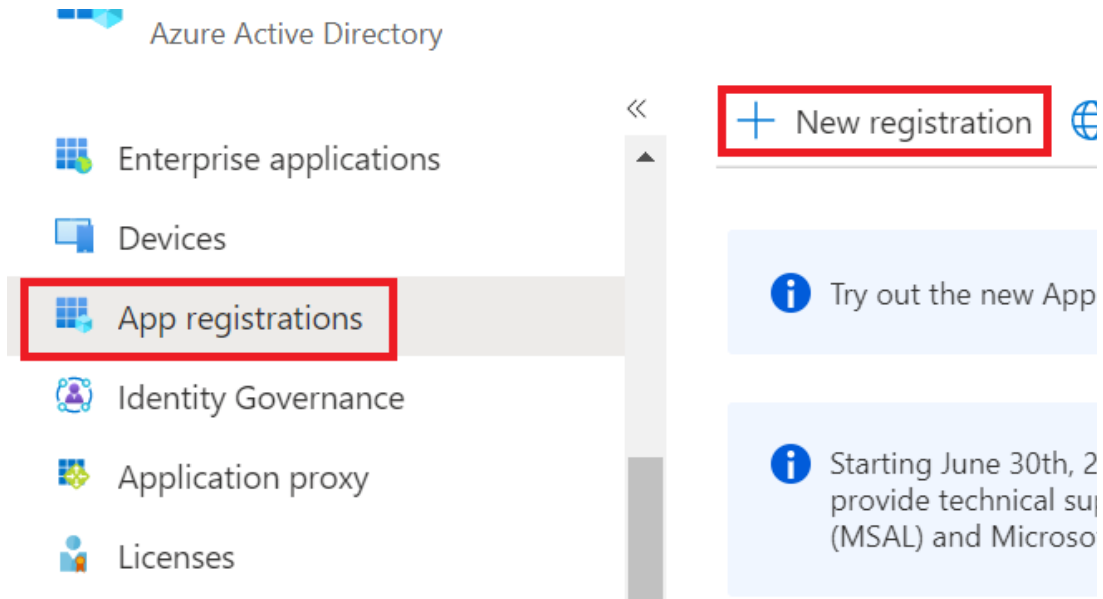 Azure Active Directory
Enterprise applications
Devices
App registrations
Identity Governance
Application proxy
Licenses
New registration
Try out the new App
Starting June 30th, 2
provide technical su
(MSAL) and Microso